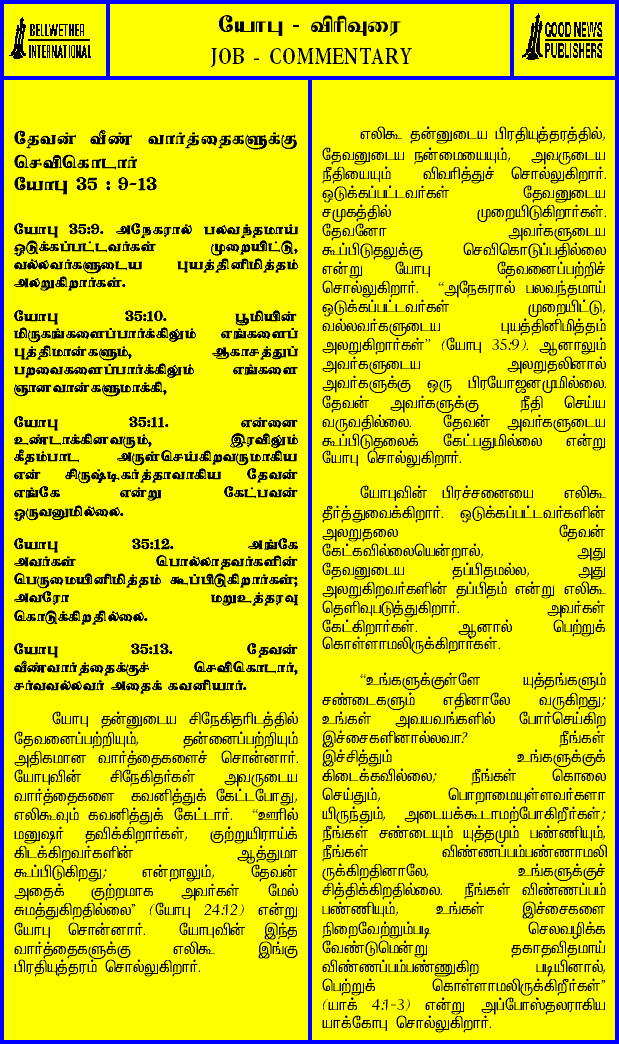 BELLWETHER
INTERNATIONAL
யோபு - விரிவுரை
JOB - COMMENTARY
GOOD NEWS
PUBLISHERS
தேவன் வீண் வார்த்தைகளுக்கு
செவிகொடார்
யோபு 35 : 9-13
யோபு 35:9. அநேகரால் பலவந்தமாய்
ஒடுக்கப்பட்டவர்கள் முறையிட்டு,
வல்லவர்களுடைய புயத்தினிமித்தம்
அலறுகிறார்கள்.
யோபு 35:10. பூமியின்
மிருகங்களைப்பார்க்கிலும் எங்களைப்
புத்திமான்களும், ஆகாசத்துப்
பறவைகளைப்பார்க்கிலும் எங்களை
ஞானவான்களுமாக்கி,
யோபு 35:11. என்னை
உண்டாக்கினவரும், இரவிலும்
கீதம்பாட அருள்செய்கிறவருமாகிய
என் சிருஷ்டிகர்த்தாவாகிய தேவன்
எங்கே என்று கேட்பவன்
ஒருவனுமில்லை.
யோபு 35:12. அங்கே
அவர்கள் பொல்லாதவர்களின்
பெருமையினிமித்தம் கூப்பிடுகிறார்கள்;
அவரோ மறுஉத்தரவு
கொடுக்கிறதில்லை.
யோபு 35:13. தேவன்
வீண்வார்த்தைக்குச் செவிகொடார்,
சர்வவல்லவர் அதைக் கவனியார்.
யோபு தன்னுடைய சிநேகிதரிடத்தில்
தேவனைப்பற்றியும், தன்னைப்பற்றியும்
அதிகமான வார்த்தைகளைச் சொன்னார்.
யோபுவின் சிநேகிதர்கள் அவருடைய
வார்த்தைகளை கவனித்துக் கேட்டபோது,
எலிகூவும் கவனித்துக் கேட்டார். “ஊரில்
மனுஷர் தவிக்கிறார்கள், குற்றுயிராய்க்
கிடக்கிறவர்களின் ஆத்துமா
கூப்பிடுகிறது; என்றாலும், தேவன்
அதைக் குற்றமாக அவர்கள் மேல்
சுமத்துகிறதில்லை” (யோபு 24:12) என்று
யோபு சொன்னார். யோபுவின் இந்த
வார்த்தைகளுக்கு எலிகூ இங்கு
பிரதியுத்தரம் சொல்லுகிறார்.
எலிகூ தன்னுடைய பிரதியுத்தரத்தில்,
தேவனுடைய நன்மையையும், அவருடைய
நீதியையும் விவரித்துச் சொல்லுகிறார்.
ஒடுக்கப்பட்டவர்கள் தேவனுடைய
சமுகத்தில் முறையிடுகிறார்கள்.
தேவனோ அவர்களுடைய
கூப்பிடுதலுக்கு செவிகொடுப்பதில்லை
என்று யோபு தேவனைப்பற்றிச்
சொல்லுகிறார். “அநேகரால் பலவந்தமாய்
ஒடுக்கப்பட்டவர்கள் முறையிட்டு,
வல்லவர்களுடைய புயத்தினிமித்தம்
அலறுகிறார்கள்” (யோபு 35:9). ஆனாலும்
அவர்களுடைய அலறுதலினால்
அவர்களுக்கு ஒரு பிரயோஜனமுமில்லை.
தேவன் அவர்களுக்கு நீதி செய்ய
வருவதில்லை. தேவன் அவர்களுடைய
கூப்பிடுதலைக் கேட்பதுமில்லை என்று
யோபு சொல்லுகிறார்.
யோபுவின் பிரச்சனையை எலிகூ
தீர்த்துவைக்கிறார். ஒடுக்கப்பட்டவர்களின்
அலறுதலை தேவன்
கேட்கவில்லையென்றால், அது
தேவனுடைய தப்பிதமல்ல, அது
அலறுகிறவர்களின் தப்பிதம் என்று எலிகூ
தெளிவுபடுத்துகிறார். அவர்கள்
கேட்கிறார்கள். ஆனால் பெற்றுக்
கொள்ளாமலிருக்கிறார்கள்.
“உங்களுக்குள்ளே யுத்தங்களும்
சண்டைகளும் எதினாலே வருகிறது;
உங்கள் அவயவங்களில் போர்செய்கிற
இச்சைகளினால்லவா? நீங்கள்
இச்சித்தும் உங்களுக்குக்
கிடைக்கவில்லை; நீங்கள் கொலை
செய்தும், பொறாமையுள்ளவர்களா
யிருந்தும், அடையக்கூடாமற்போகிறீர்கள்;
நீங்கள் சண்டையும் யுத்தமும் பண்ணியும்,
நீங்கள் விண்ணப்பம்பண்ணாமலி
ருக்கிறதினாலே, உங்களுக்குச்
சித்திக்கிறதில்லை. நீங்கள் விண்ணப்பம்
பண்ணியும், உங்கள் இச்சைகளை
நிறைவேற்றும்படி செலவழிக்க
வேண்டுமென்று தகாதவிதமாய்
விண்ணப்பம்பண்ணுகிற படியினால்,
பெற்றுக் கொள்ளாமலிருக்கிறீர்கள்”
(யாக் 4:1-3) என்று அப்போஸ்தலராகிய
யாக்கோபு சொல்லுகிறார்.